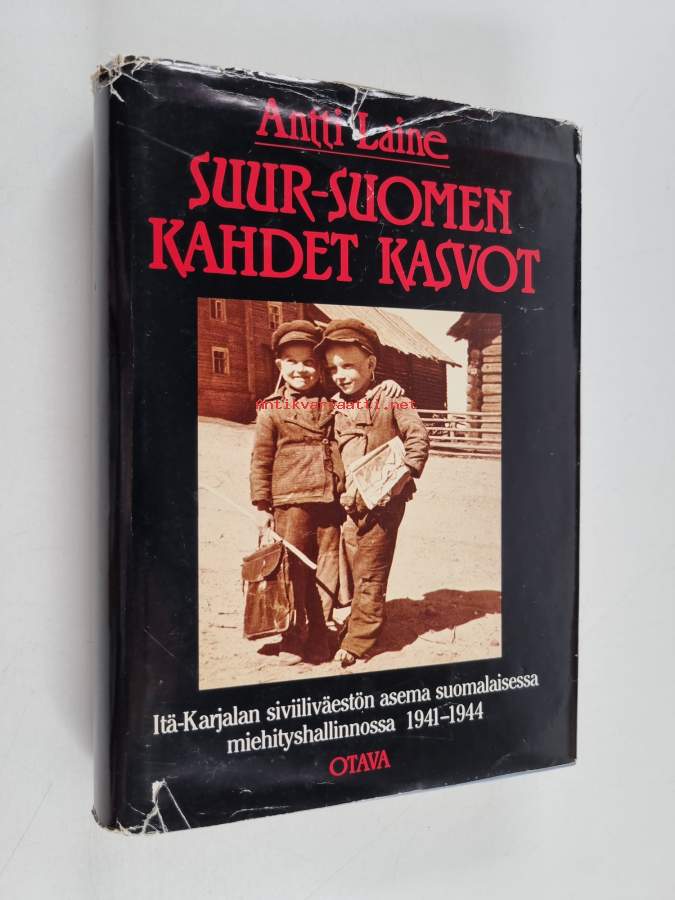 Antti Laine
SUUR-SUOMEN
KAHDET KASVOT
Antikvariaatti.net
Itä-Karjalan siviiliväestön asema suomalaisessa
miehityshallinnossa 1941–1944
OTAVA